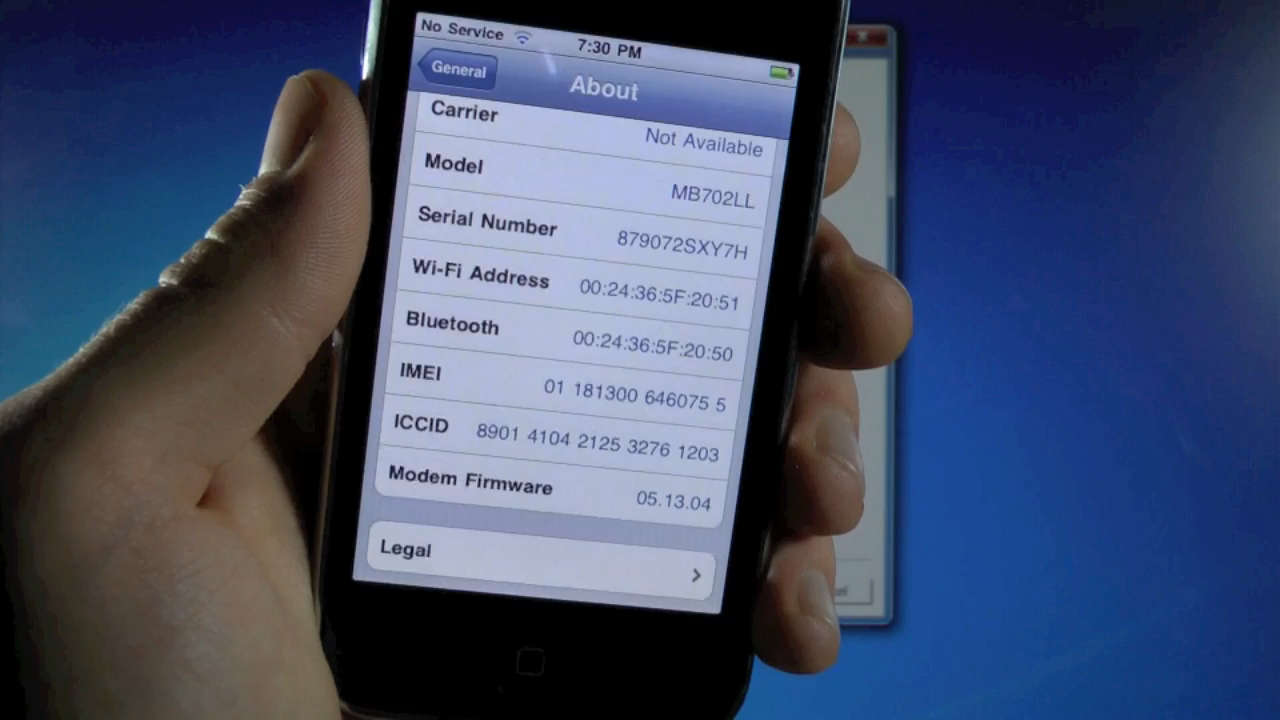 No Service 7:30 PM
General About
Carrier Not Available
Model MB702LL
Serial Number 879072SXY7H
Wi-Fi Address 00:24:36:5F:20:51
Bluetooth 00:24:36:5F:20:50
IMEI 01 181300 646075 5
ICCID 8901 4104 2125 3276 1203
Modem Firmware 05.13.04
Legal